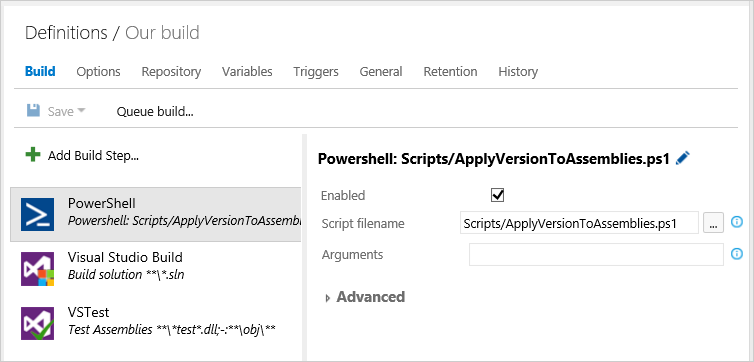 Definitions / Our build
Build Options Repository Variables Triggers General Retention History
Save Queue build...
Add Build Step...
PowerShell
Powershell: Scripts/ApplyVersionToAssembl
Visual Studio Build
Build solution **\*.sln
VSTest
Test Assemblies **\*test*.dll;-:**\obj\**
Powershell: Scripts/ApplyVersionToAssemblies.ps1
Enabled
Script filename Scripts/ApplyVersionToAssemblies.ps1 ...
Arguments
Advanced